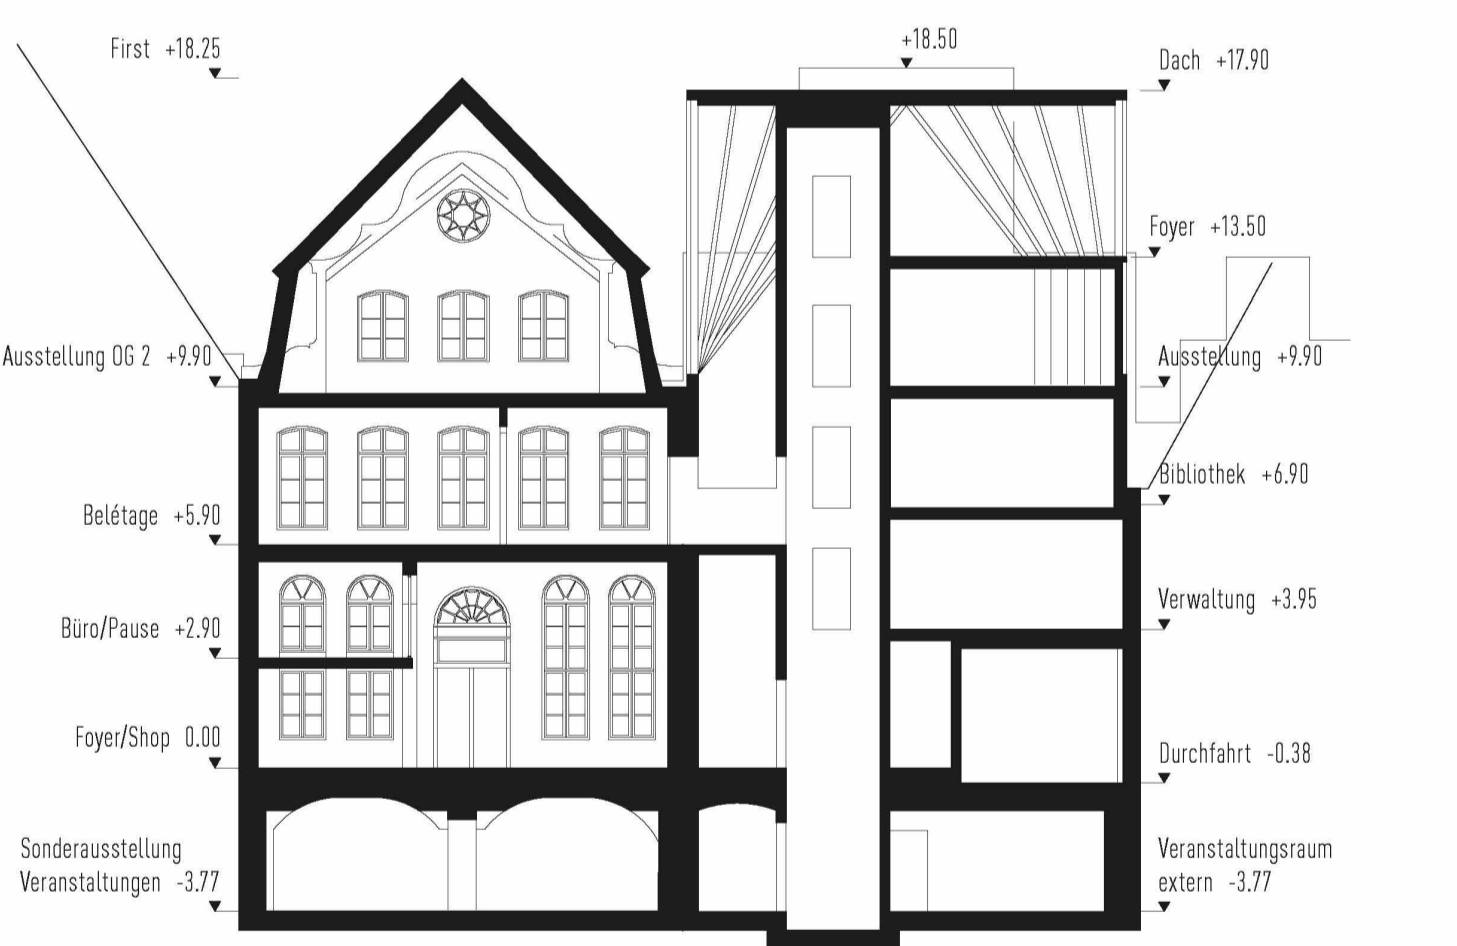 First +18.25
+18.50
Dach +17.90
Foyer +13.50
Ausstellung OG 2 +9.90
Ausstellung +9.90
Bibliothek +6.90
Belétage +5.90
Verwaltung +3.95
Büro/Pause +2.90
Foyer/Shop 0.00
Durchfahrt -0.38
Sonderausstellung
Veranstaltungen -3.77
Veranstaltungsraum
extern -3.77